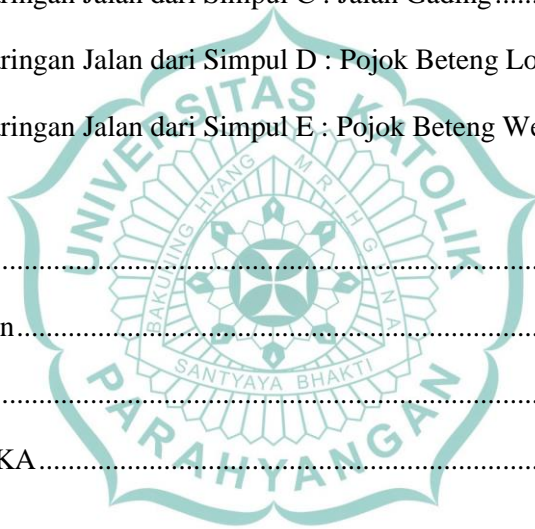 ringan Jalan dari Simpul C : Jalan Gading.....
ringan Jalan dari Simpul D : Pojok Beteng Lo
ringan Jalan dari Simpul E : Pojok Beteng We
UNIVERSITAS KATOLIK
BAKUNING HYANG MRIHGUNA
SANTYAYA BHAKTI
PARAHYANGAN
n
KA